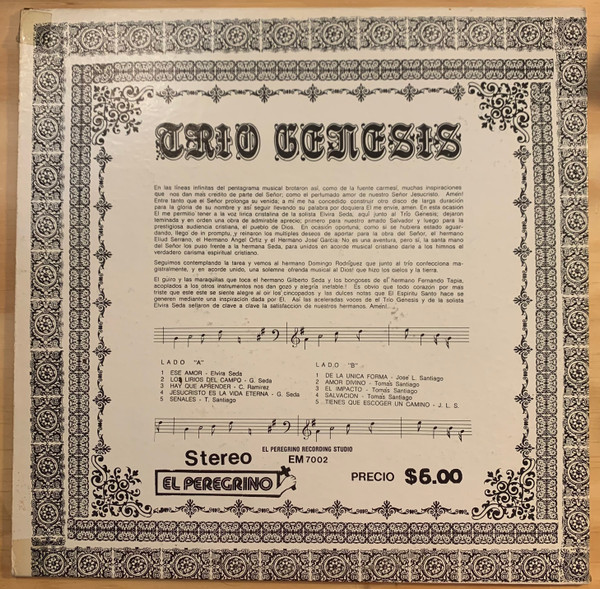 TRIO GENESIS
En las líneas infinitas del pentagrama musical brotaron así, como de la fuente carmesí, muchas inspiraciones
que nos dan más crédito de parte del Señor; como el perfumado amor de nuestro Señor Jesucristo. Amén!
Entre tanto que el Señor prolonga su venida; a mí me ha concedido construír otro disco de larga duración
para la gloria de su nombre y así seguir llevando su palabra por doquiera El me envíe, amén. En esta ocasión
El me permitió tener a la voz lírica cristalina de la solista Elvira Seda, aquí junto al Trío Génesis; dejaron
teminada y en orden una obra de admirable aprecio; primero para nuestro amado Salvador y luego para la
prestigiosa audiencia cristiana, el pueblo de Dios. En ocasión oportuna, como si se hubiera estado aguar-
dando, llegó de in promptu, y reinaron los multiples deseos de aportar para la obra del Señor, el hermano
Eliud Serrano, el Hermano Angel Ortiz y el Hermano José García; No es una aventura, pero sí, la santa mano
del Señor los puso frente a la hermana Seda, para unidos en acorde musical cristiano darle a los himnos el
verdadero carisma espiritual cristiano.
Seguimos contemplando la tarea y vemos al hermano Domingo Rodríguez que junto al trío confecciona ma-
gistralmente, y en acorde unido, una solemne ofrenda musical al Dios que hizo los cielos y la tierra.
El güiro y las maraquillas que toca el hermano Gilberto Seda y los bongoses de el hermano Fernando Tapia,
acoplados a los otros instrumentos nos dan gozo y alegría inefable.! Es obvio que todo corazón por más
triste que esté este se siente alegre al oir los cincopados y las dulces notas que El Espíritu Santo hace se
generen mediante una inspiración dada por El. Así las aceleradas voces de el Trío Génesis y de la solista
Elvira Seda sellaron de clave a clave la satisfacción de nuestros hermanos. Amén!...
LADO "A"
1 ESE AMOR - Elvira Seda
2 LOS LIRIOS DEL CAMPO - G. Seda
3 HAY QUE APRENDER - C. Ramírez
4 JESUCRISTO ES LA VIDA ETERNA - G. Seda
5 SEÑALES - T. Santiago
LADO "B"
1 DE LA UNICA FORMA - José L. Santiago
2 AMOR DIVINO - Tomás Santiago
3 EL IMPACTO - Tomás Santiago
4 SALVACION - Tomás Santiago
5 TIENES QUE ESCOGER UN CAMINO - J. L. S.
EL PEREGRINO RECORDING STUDIO
Stereo EM 7002
EL PEREGRINO
PRECIO $6.00